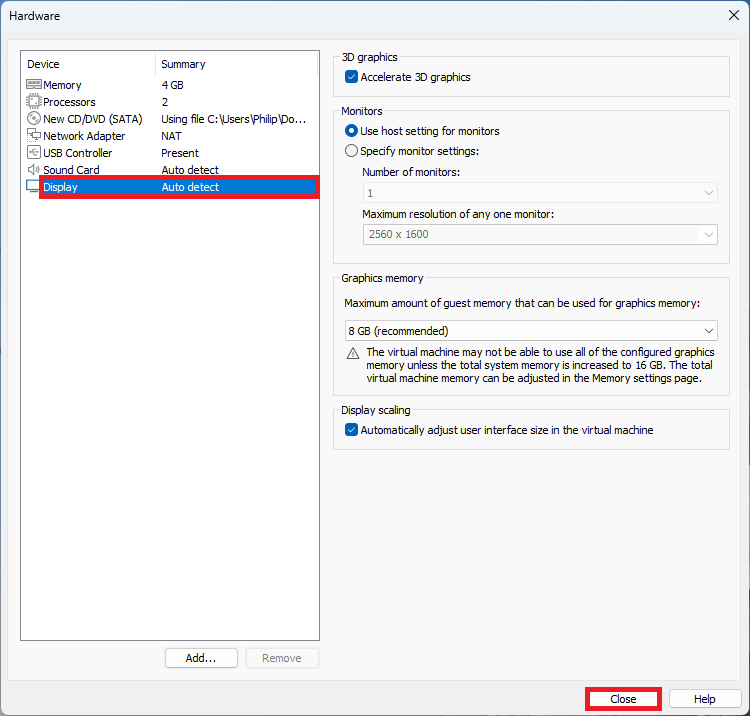 Hardware
Device Summary
Memory 4 GB
Processors 2
New CD/DVD (SATA) Using file C:\Users\Philip\Do...
Network Adapter NAT
USB Controller Present
Sound Card Auto detect
Display Auto detect
Add... Remove
3D graphics
Accelerate 3D graphics
Monitors
Use host setting for monitors
Specify monitor settings:
Number of monitors:
1
Maximum resolution of any one monitor:
2560 x 1600
Graphics memory
Maximum amount of guest memory that can be used for graphics memory:
8 GB (recommended)
The virtual machine may not be able to use all of the configured graphics
memory unless the total system memory is increased to 16 GB. The total
virtual machine memory can be adjusted in the Memory settings page.
Display scaling
Automatically adjust user interface size in the virtual machine
Close Help